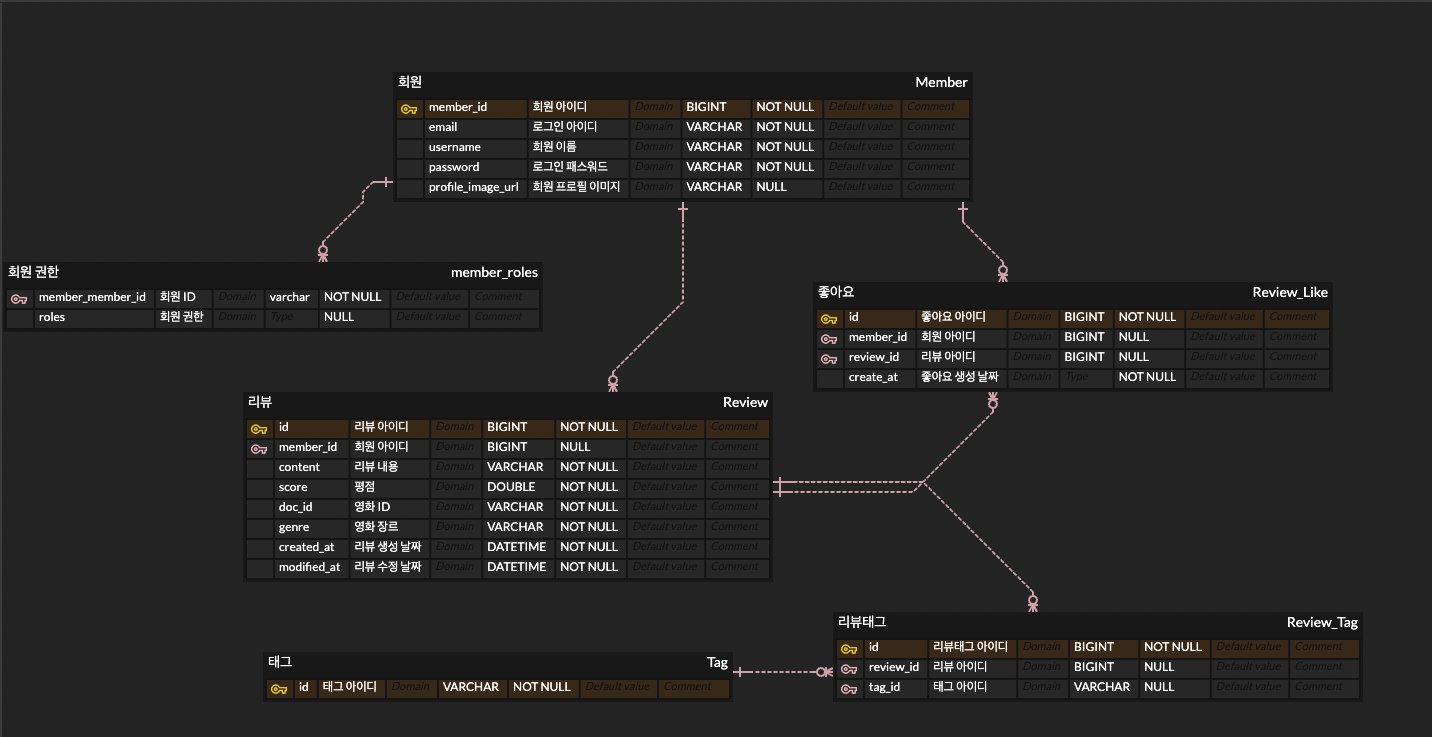 회원 Member
member_id 회원 아이디 Domain BIGINT NOT NULL Default value Comment
email 로그인 아이디 Domain VARCHAR NOT NULL Default value Comment
username 회원 이름 Domain VARCHAR NOT NULL Default value Comment
password 로그인 패스워드 Domain VARCHAR NOT NULL Default value Comment
profile_image_url 회원 프로필 이미지 Domain VARCHAR NULL Default value Comment
회원 권한 member_roles
member_member_id 회원 ID Domain varchar NOT NULL Default value Comment
roles 회원 권한 Domain Type NULL Default value Comment
좋아요 Review_Like
id 좋아요 아이디 Domain BIGINT NOT NULL Default value Comment
member_id 회원 아이디 Domain BIGINT NULL Default value Comment
review_id 리뷰 아이디 Domain BIGINT NULL Default value Comment
create_at 좋아요 생성 날짜 Domain Type NOT NULL Default value Comment
리뷰 Review
id 리뷰 아이디 Domain BIGINT NOT NULL Default value Comment
member_id 회원 아이디 Domain BIGINT NULL Default value Comment
content 리뷰 내용 Domain VARCHAR NOT NULL Default value Comment
score 평점 Domain DOUBLE NOT NULL Default value Comment
doc_id 영화 ID Domain VARCHAR NOT NULL Default value Comment
genre 영화 장르 Domain VARCHAR NOT NULL Default value Comment
created_at 리뷰 생성 날짜 Domain DATETIME NOT NULL Default value Comment
modified_at 리뷰 수정 날짜 Domain DATETIME NOT NULL Default value Comment
리뷰태그 Review_Tag
id 리뷰태그 아이디 Domain BIGINT NOT NULL Default value Comment
review_id 리뷰 아이디 Domain BIGINT NULL Default value Comment
tag_id 태그 아이디 Domain VARCHAR NULL Default value Comment
태그 Tag
id 태그 아이디 Domain VARCHAR NOT NULL Default value Comment